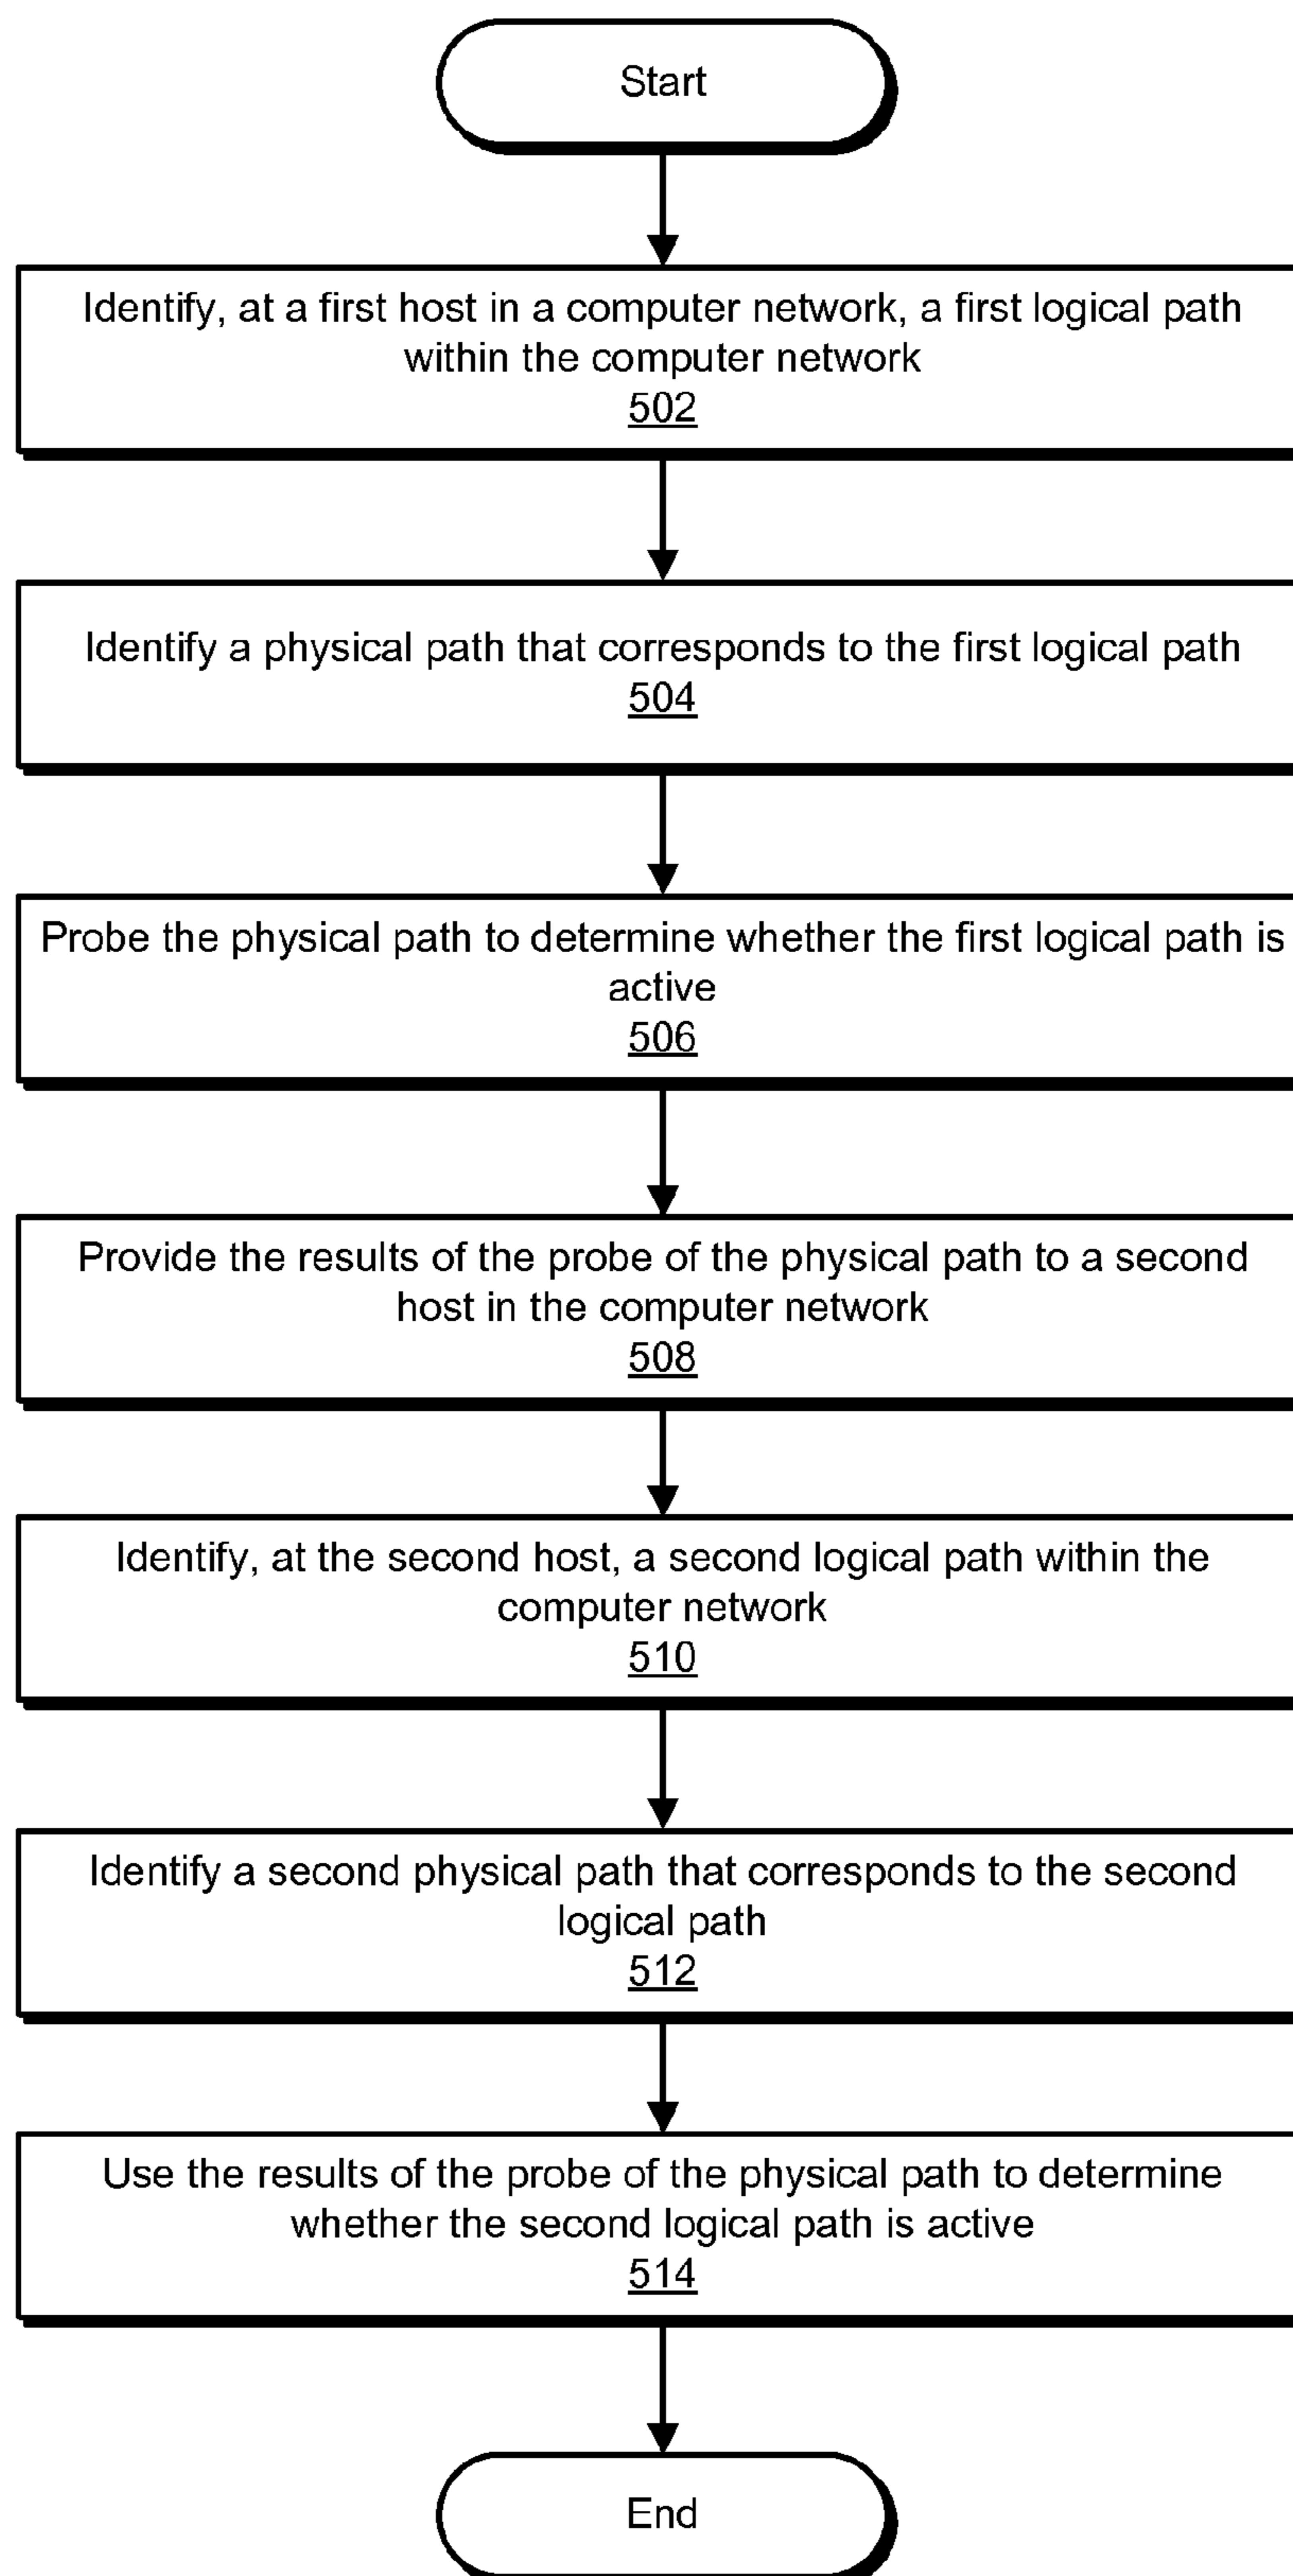 Start
Identify, at a first host in a computer network, a first logical path
within the computer network
502
Identify a physical path that corresponds to the first logical path
504
Probe the physical path to determine whether the first logical path is
active
506
Provide the results of the probe of the physical path to a second
host in the computer network
508
Identify, at the second host, a second logical path within the
computer network
510
Identify a second physical path that corresponds to the second
logical path
512
Use the results of the probe of the physical path to determine
whether the second logical path is active
514
End